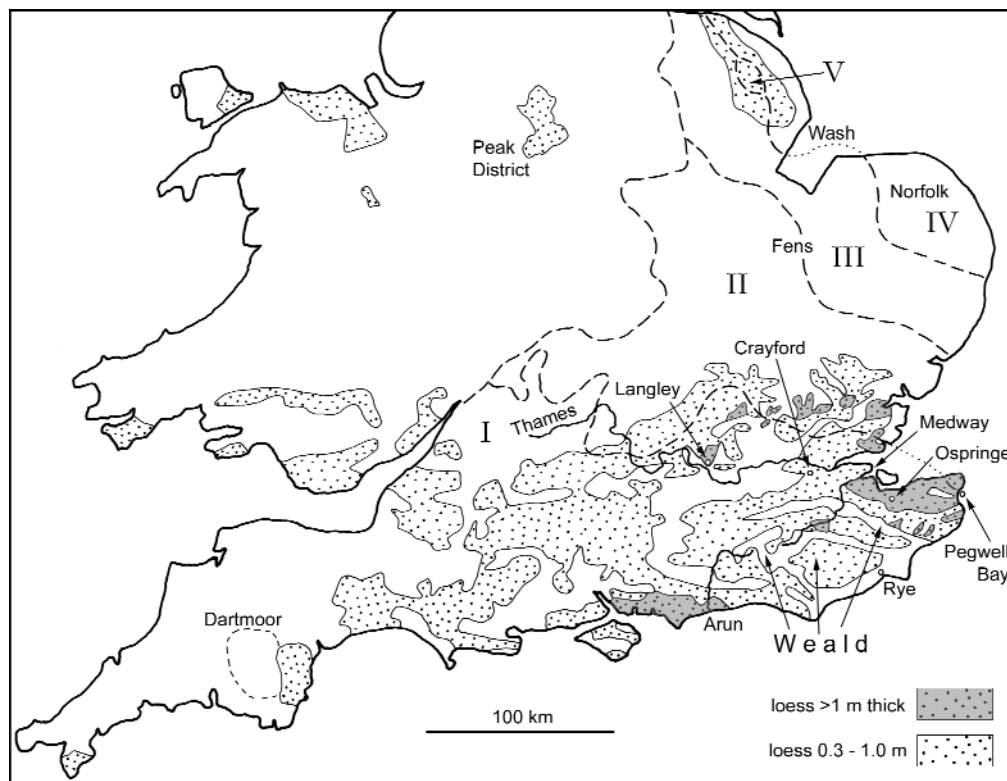 V
Wash
Peak
District
Norfolk
IV
Fens
III
II
Crayford
Langley
Thames
I
Medway
Ospringe
Pegwell
Bay
Rye
Arun
Weald
Dartmoor
100 km
loess >1 m thick
loess 0.3 - 1.0 m